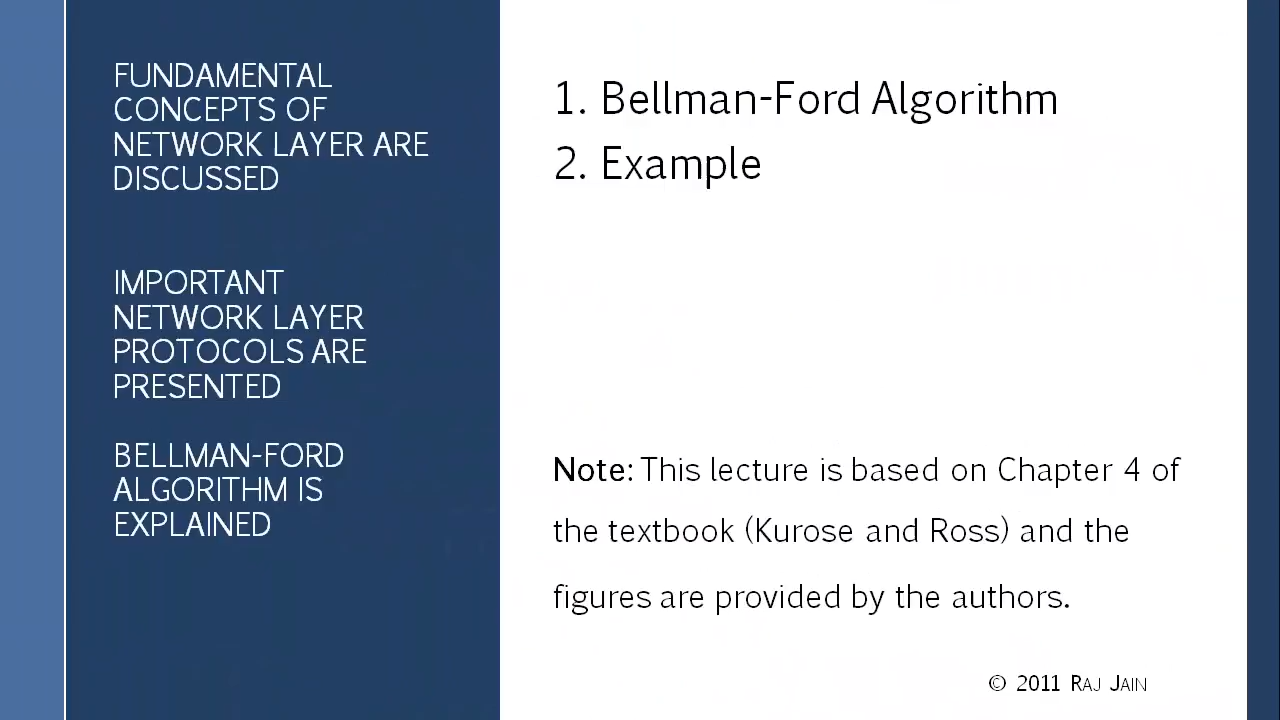 FUNDAMENTAL
CONCEPTS OF
NETWORK LAYER ARE
DISCUSSED
IMPORTANT
NETWORK LAYER
PROTOCOLS ARE
PRESENTED
BELLMAN-FORD
ALGORITHM IS
EXPLAINED
1. Bellman-Ford Algorithm
2. Example
Note: This lecture is based on Chapter 4 of
the textbook (Kurose and Ross) and the
figures are provided by the authors.
© 2011 RAJ JAIN